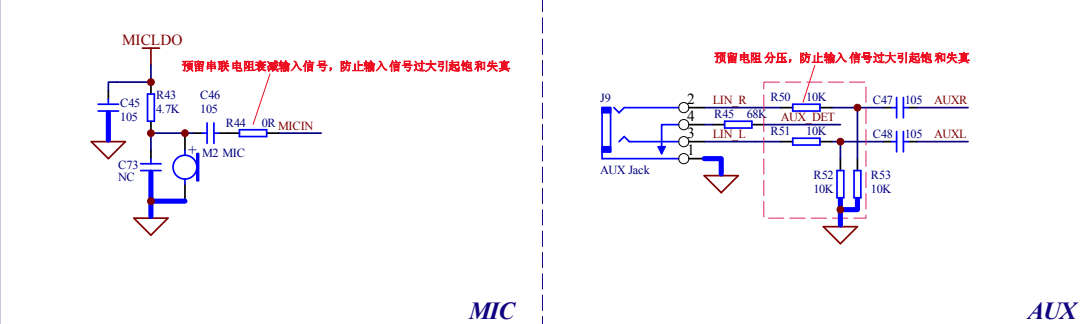 MICLDO
预留串联电阻衰减输入信号，防止输入信号过大引起饱和失真
C45
105
R43
4.7K
C46
105
R44 0R
MICIN
C73
NC
+
M2 MIC
MIC
预留电阻分压，防止输入信号过大引起饱和失真
J9
AUX Jack
2
4
3
1
LIN_R
R45 68K
LIN_L
R50 10K
AUX_DET
R51 10K
C47 105 AUXR
C48 105 AUXL
R52
10K
R53
10K
AUX